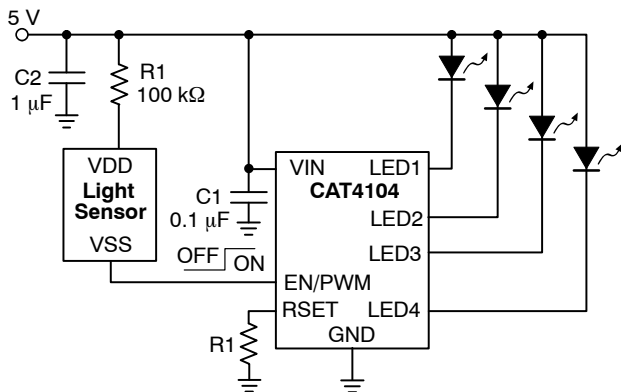 5 V
C2
1 μF
R1
100 kΩ
VDD
Light
Sensor
VSS
C1
0.1 μF
OFF
ON
VIN
LED1
CAT4104
LED2
LED3
EN/PWM
RSET
LED4
GND
R1